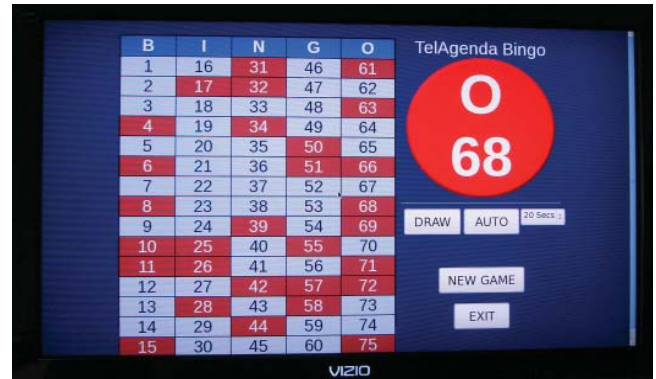 TelAgenda Bingo
B I N G O
1 16 31 46 61
2 17 32 47 62
3 18 33 48 63
4 19 34 49 64
5 20 35 50 65
6 21 36 51 66
7 22 37 52 67
8 23 38 53 68
9 24 39 54 69
10 25 40 55 70
11 26 41 56 71
12 27 42 57 72
13 28 43 58 73
14 29 44 59 74
15 30 45 60 75
O
68
DRAW AUTO 20 Secs
NEW GAME
EXIT
VIZIO